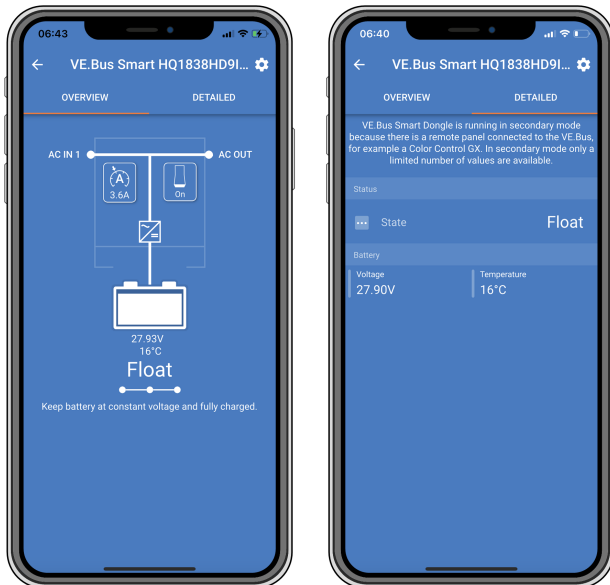 06:43
VE.Bus Smart HQ1838HD9I...
OVERVIEW DETAILED
AC IN 1 AC OUT
3.6A On
27.93V
16°C
Float
Keep battery at constant voltage and fully charged.
06:40
VE.Bus Smart HQ1838HD9I...
OVERVIEW DETAILED
VE.Bus Smart Dongle is running in secondary mode
because there is a remote panel connected to the VE.Bus,
for example a Color Control GX. In secondary mode only a
limited number of values are available.
Status
State Float
Battery
Voltage Temperature
27.90V 16°C